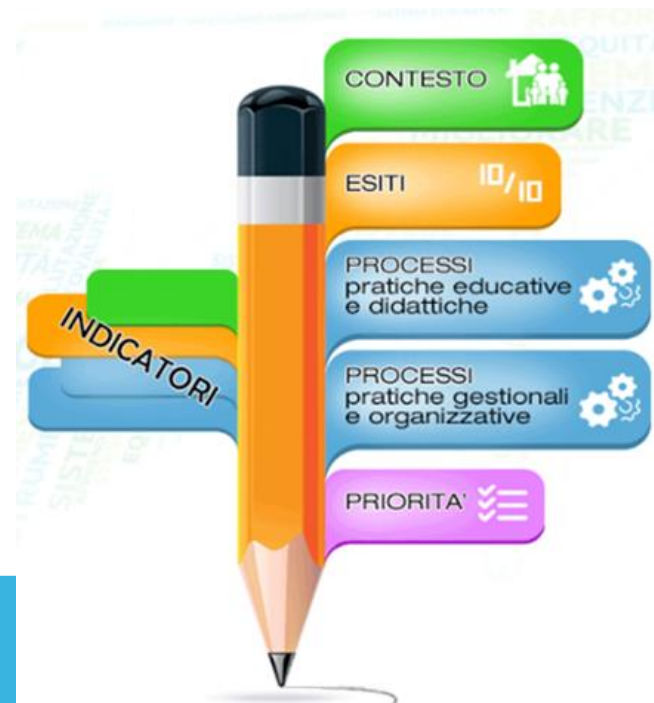 CONTESTO
ESITI
10/10
PROCESSI
pratiche educative
e didattiche
PROCESSI
pratiche gestionali
e organizzative
PRIORITA'
INDICATORI